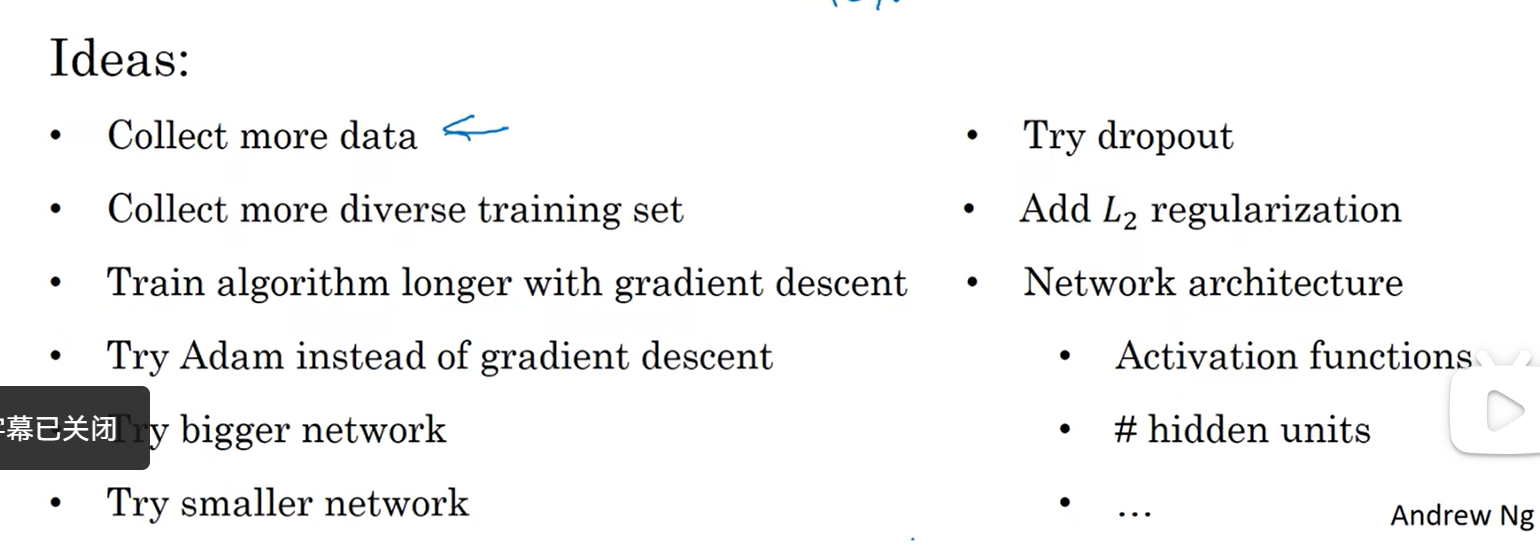 Ideas:
• Collect more data
• Collect more diverse training set
• Train algorithm longer with gradient descent
• Try Adam instead of gradient descent
字幕已关闭
• Try bigger network
• Try smaller network
• Try dropout
• Add L₂ regularization
• Network architecture
• Activation functions
• # hidden units
• ...
Andrew Ng